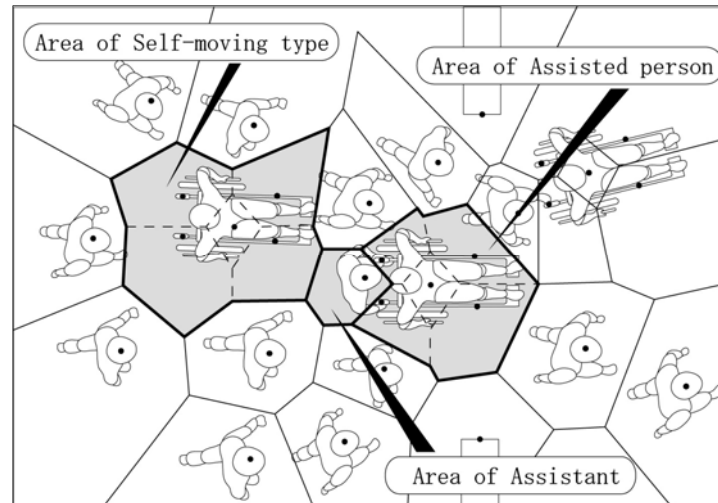 Area of Self-moving type
Area of Assisted person
Area of Assistant